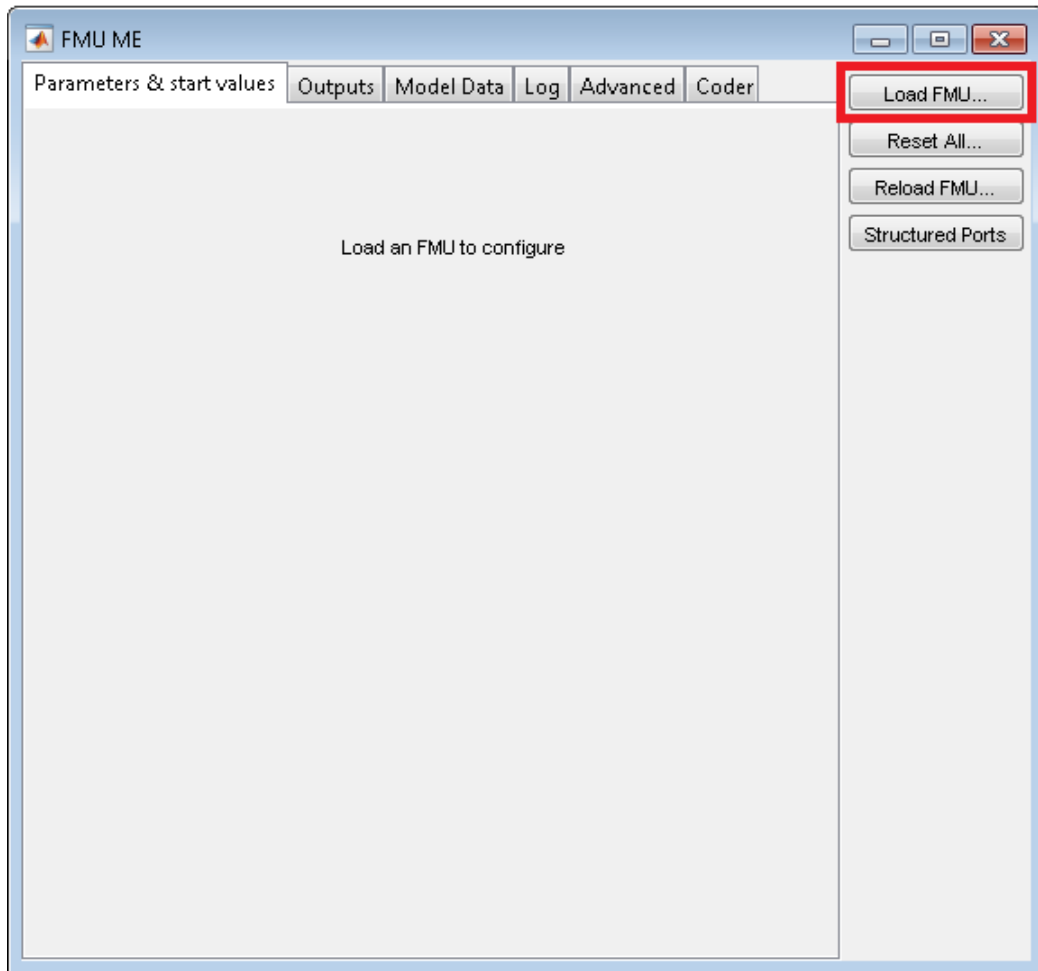 FMU ME
Parameters & start values Outputs Model Data Log Advanced Coder
Load FMU...
Reset All...
Reload FMU...
Structured Ports
Load an FMU to configure